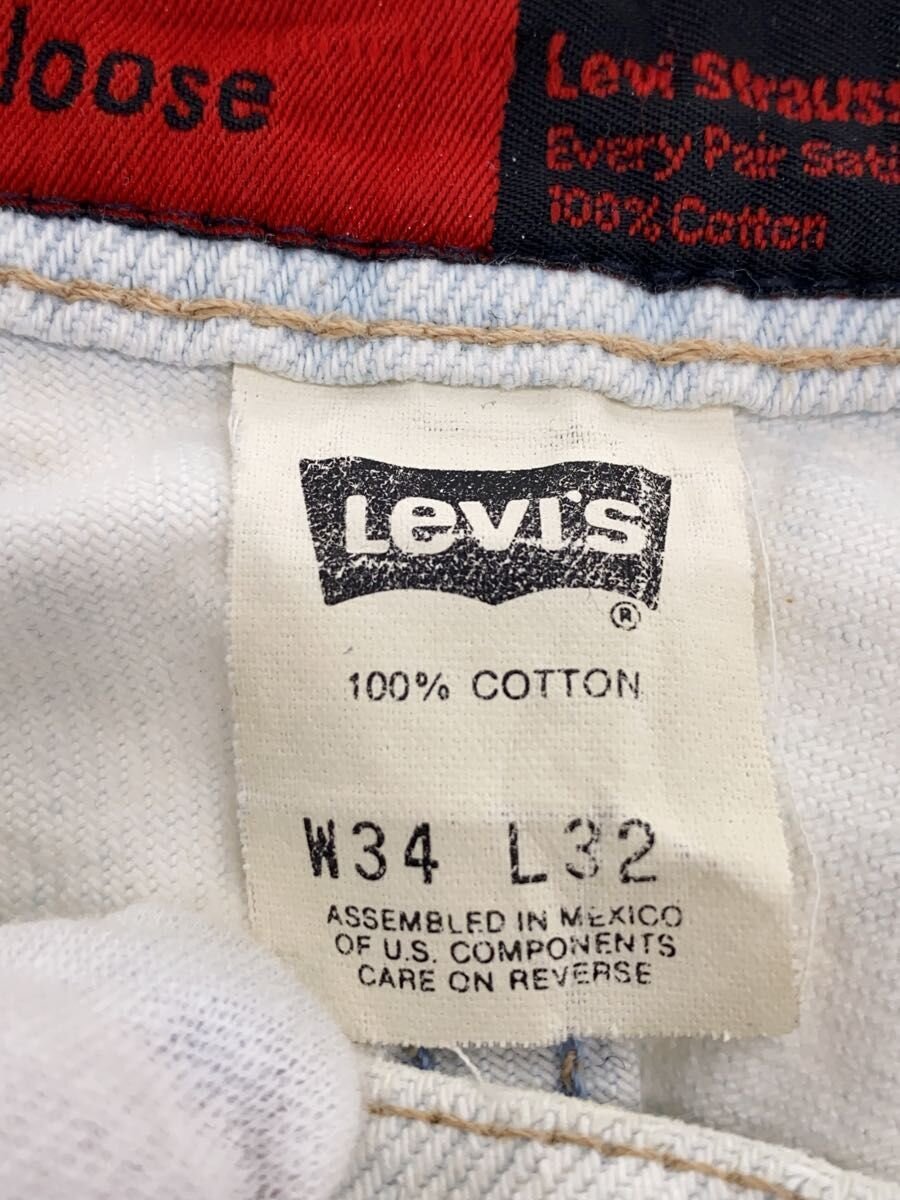 loose
Levi Strauss
Every Pair
100% Cotton
Levi's
®
100% COTTON
W34 L32
ASSEMBLED IN MEXICO
OF U.S. COMPONENTS
CARE ON REVERSE